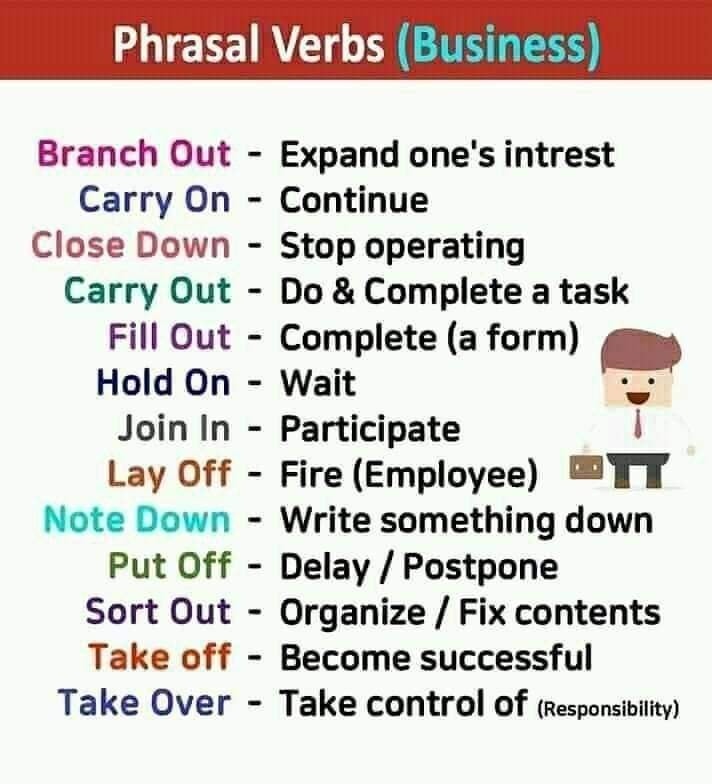 Phrasal Verbs (Business)
Branch Out - Expand one's intrest
Carry On - Continue
Close Down - Stop operating
Carry Out - Do & Complete a task
Fill Out - Complete (a form)
Hold On - Wait
Join In - Participate
Lay Off - Fire (Employee)
Note Down - Write something down
Put Off - Delay / Postpone
Sort Out - Organize / Fix contents
Take off - Become successful
Take Over - Take control of (Responsibility)